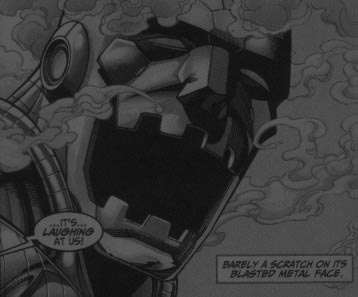 ...IT'S...
LAUGHING
AT US!
BARELY A SCRATCH ON ITS
BLASTED METAL FACE.